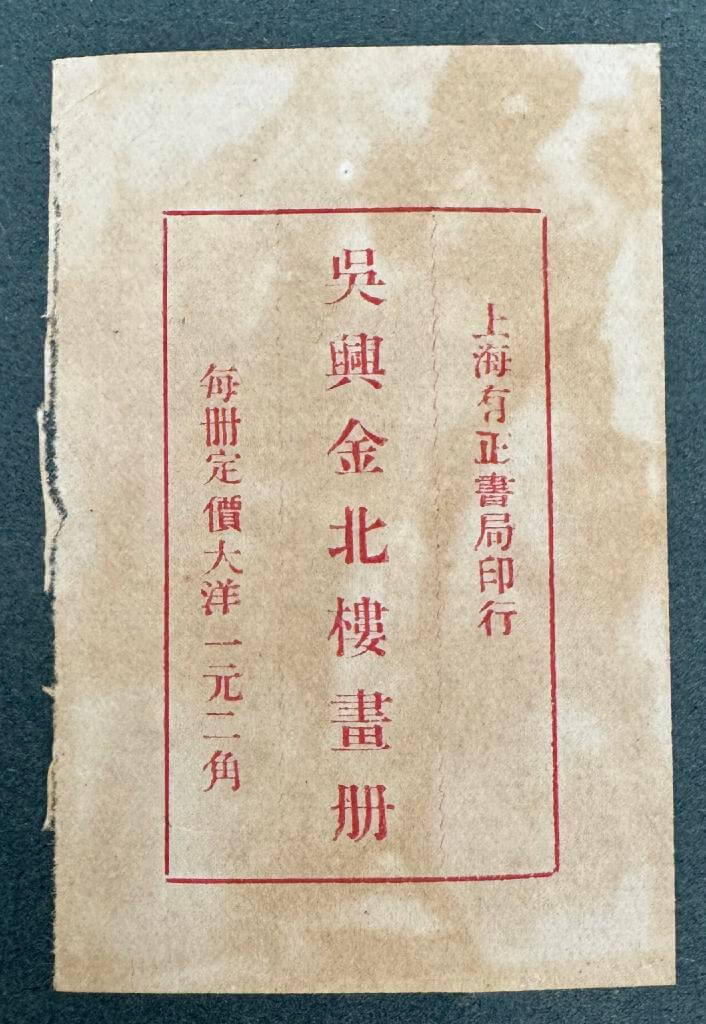 上海有正書局印行
吳興金北樓畫册
每冊定價大洋一元二角